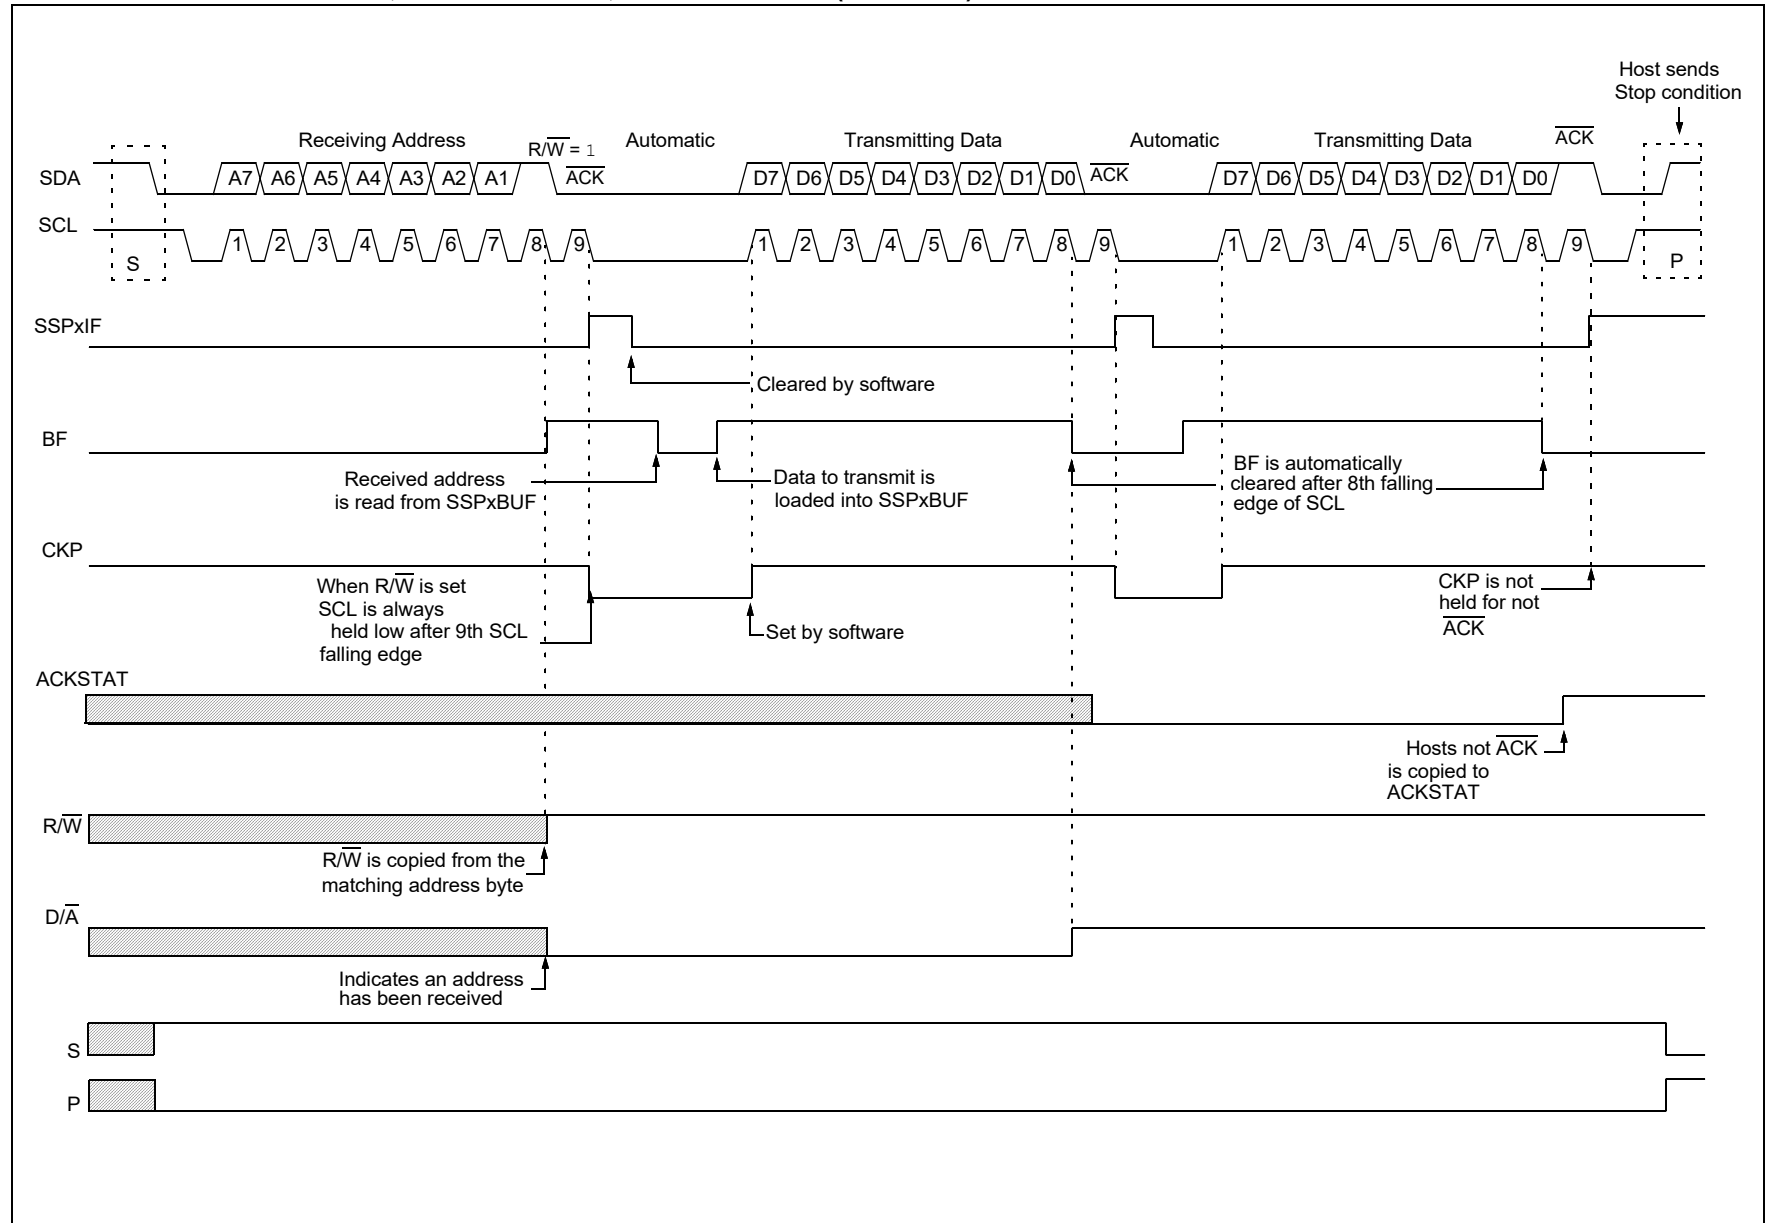 Host sends
Stop condition
Receiving Address
R/W = 1
Automatic
Transmitting Data
Automatic
Transmitting Data
ACK
SDA
A7 A6 A5 A4 A3 A2 A1
ACK
D7 D6 D5 D4 D3 D2 D1 D0
ACK
D7 D6 D5 D4 D3 D2 D1 D0
SCL
1 2 3 4 5 6 7 8 9
1 2 3 4 5 6 7 8 9
1 2 3 4 5 6 7 8 9
S
P
SSPxIF
Cleared by software
BF
Received address
is read from SSPxBUF
Data to transmit is
loaded into SSPxBUF
BF is automatically
cleared after 8th falling
edge of SCL
CKP
When R/W is set
SCL is always
held low after 9th SCL
falling edge
Set by software
CKP is not
held for not
ACK
ACKSTAT
Hosts not ACK
is copied to
ACKSTAT
R/W
R/W is copied from the
matching address byte
D/A
Indicates an address
has been received
S
P